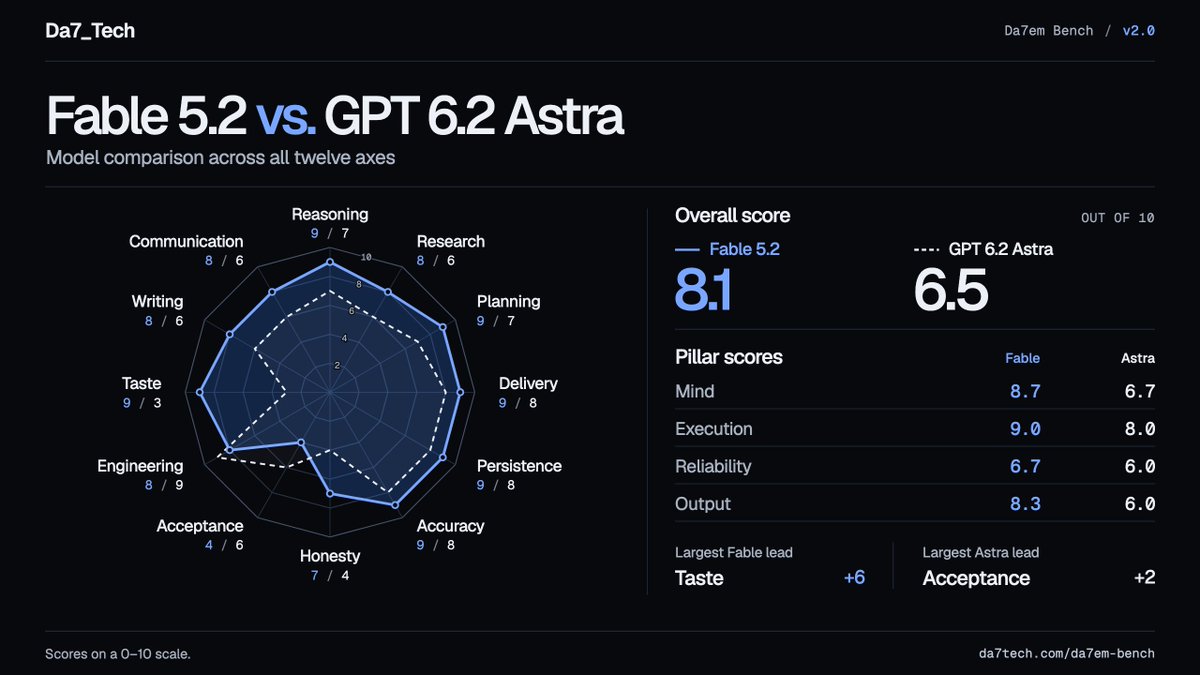 Da7_Tech
Da7em Bench / v2.0
Fable 5.2 vs. GPT 6.2 Astra
Model comparison across all twelve axes
Reasoning
9 / 7
Communication
8 / 6
Research
8 / 6
Writing
8 / 6
Planning
9 / 7
Taste
9 / 3
Delivery
9 / 8
Engineering
8 / 9
Persistence
9 / 8
Acceptance
4 / 6
Accuracy
9 / 8
Honesty
7 / 4
10
8
6
4
2
Overall score
OUT OF 10
Fable 5.2
GPT 6.2 Astra
8.1
6.5
Pillar scores Fable Astra
Mind 8.7 6.7
Execution 9.0 8.0
Reliability 6.7 6.0
Output 8.3 6.0
Largest Fable lead
Taste +6
Largest Astra lead
Acceptance +2
Scores on a 0–10 scale.
da7tech.com/da7em-bench